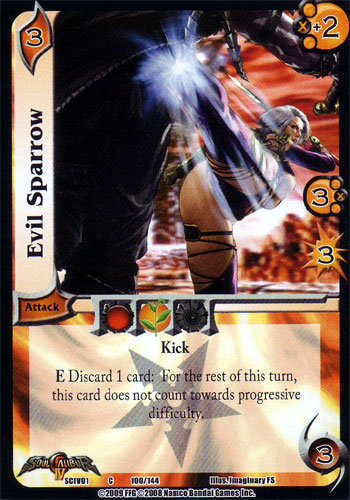 3
+2
Evil Sparrow
3
3
Attack
Kick
E Discard 1 card: For the rest of this turn,
this card does not count towards progressive
difficulty.
3
SOULCALIBUR
IV
SCIV01 C 100/144 Illus. Imaginary FS
©2009 FFG ©2008 Namco Bandai Games Inc.